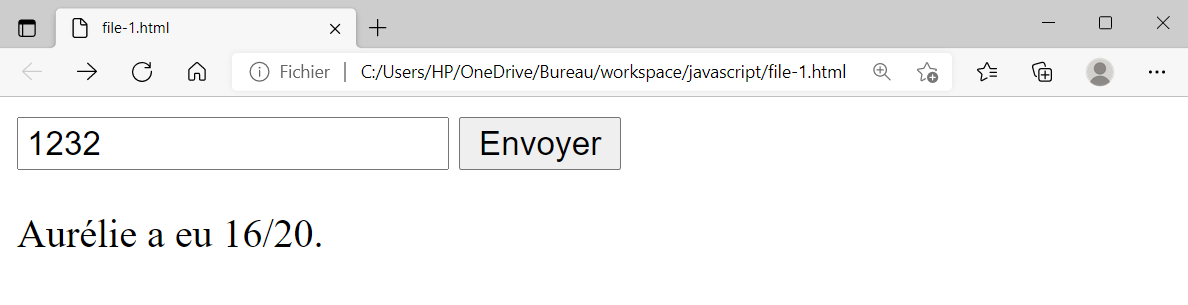 file-1.html
Fichier | C:/Users/HP/OneDrive/Bureau/workspace/javascript/file-1.html
1232 Envoyer
Aurélie a eu 16/20.